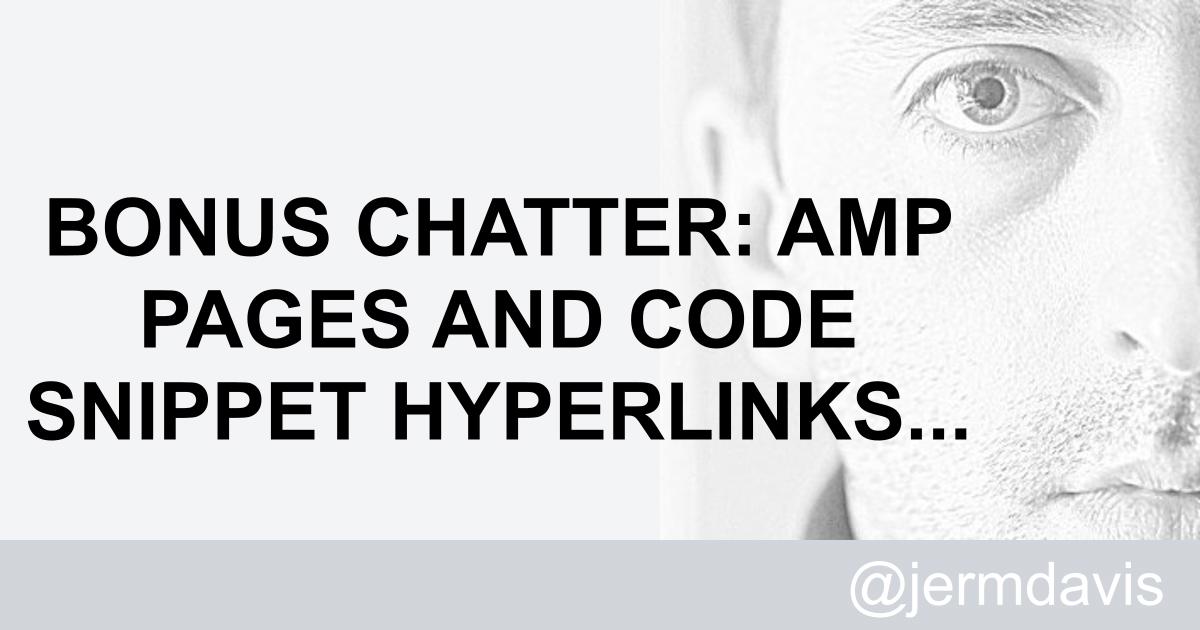 BONUS CHATTER: AMP
PAGES AND CODE
SNIPPET HYPERLINKS...
@jermdavis